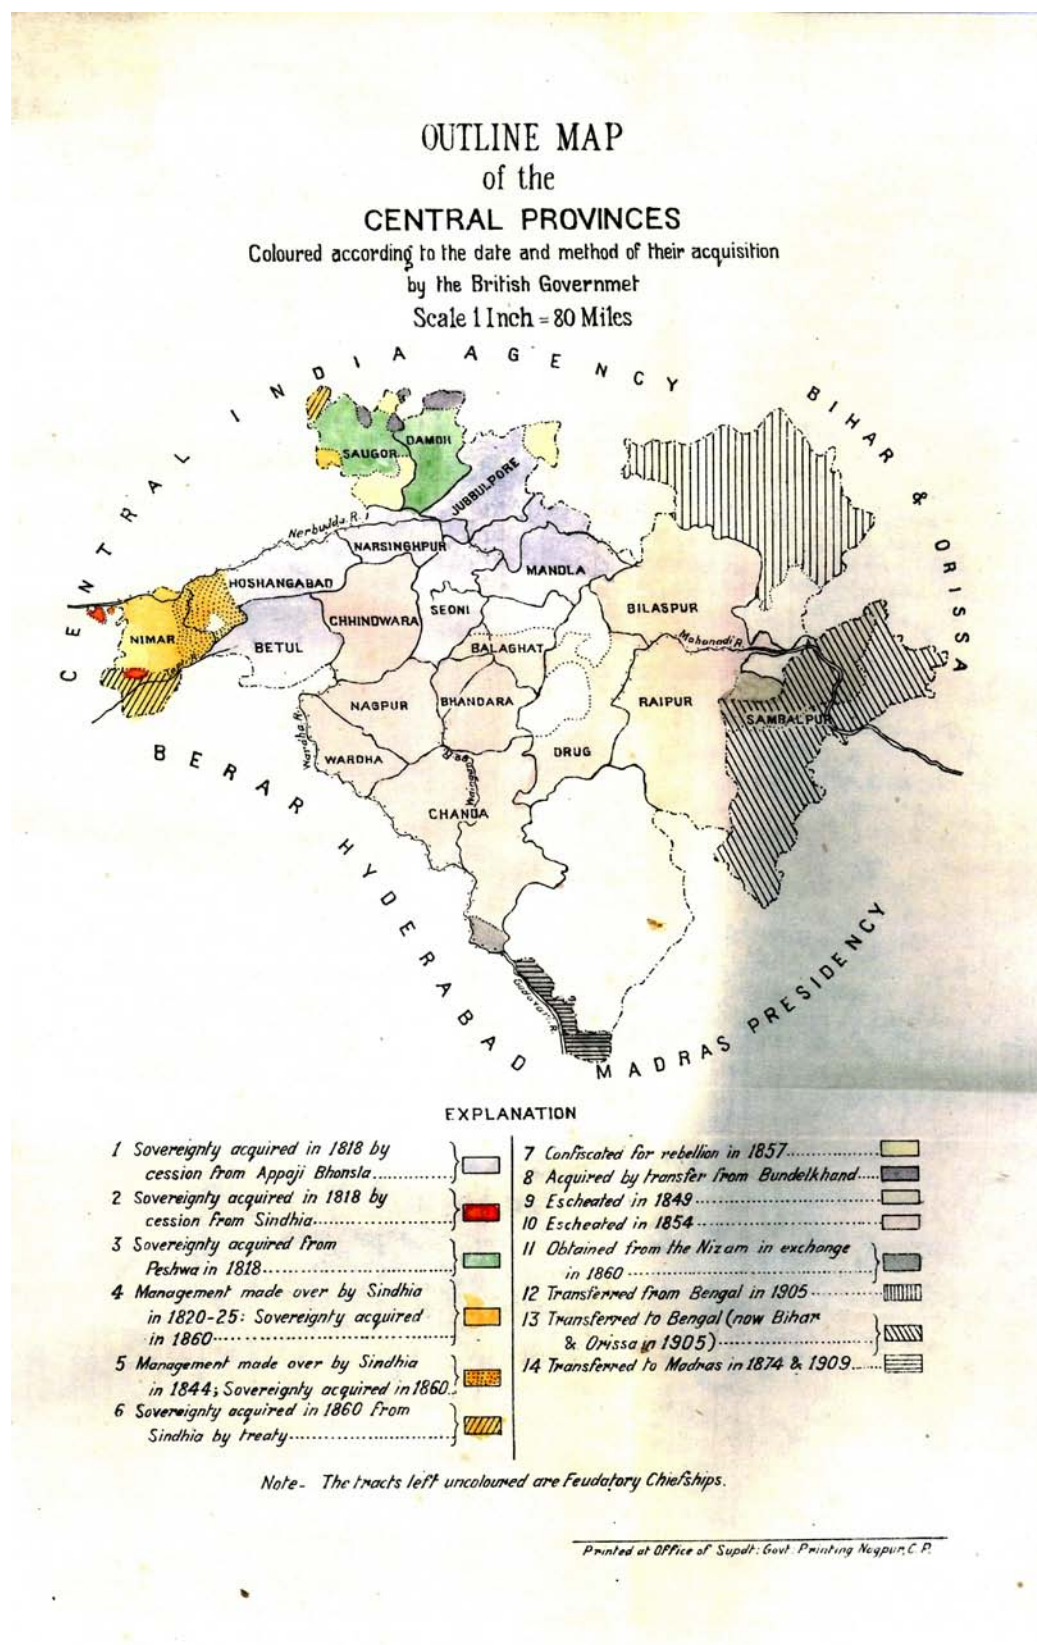 OUTLINE MAP
of the
CENTRAL PROVINCES
Coloured according to the date and method of their acquisition
by the British Governmet
Scale 1 Inch = 80 Miles
CENTRAL INDIA AGENCY
BIHAR & ORISSA
SAUGOR
DAMOH
JUBBULPORE
Nerbudda R.
NARSINGHPUR
HOSHANGABAD
MANDLA
NIMAR
BETUL
CHHINDWARA
SEONI
BILASPUR
Mahanadi R.
BALAGHAT
NAGPUR
BHANDARA
RAIPUR
SAMBALPUR
Wardha R.
WARDHA
DRUG
CHANDA
Godavari R.
BERAR HYDERABAD
MADRAS PRESIDENCY
EXPLANATION
1 Sovereignty acquired in 1818 by
cession from Appaji Bhonsla
2 Sovereignty acquired in 1818 by
cession from Sindhia
3 Sovereignty acquired from
Peshwa in 1818
4 Management made over by Sindhia
in 1820-25: Sovereignty acquired
in 1860
5 Management made over by Sindhia
in 1844; Sovereignty acquired in 1860
6 Sovereignty acquired in 1860 from
Sindhia by treaty
7 Confiscated for rebellion in 1857
8 Acquired by transfer from Bundelkhand
9 Escheated in 1849
10 Escheated in 1854
11 Obtained from the Nizam in exchange
in 1860
12 Transferred from Bengal in 1905
13 Transferred to Bengal (now Bihar
& Orissa in 1905)
14 Transferred to Madras in 1874 & 1909
Note- The tracts left uncoloured are Feudatory Chiefships.
Printed at Office of Supdt: Govt: Printing Nagpur, C. P.